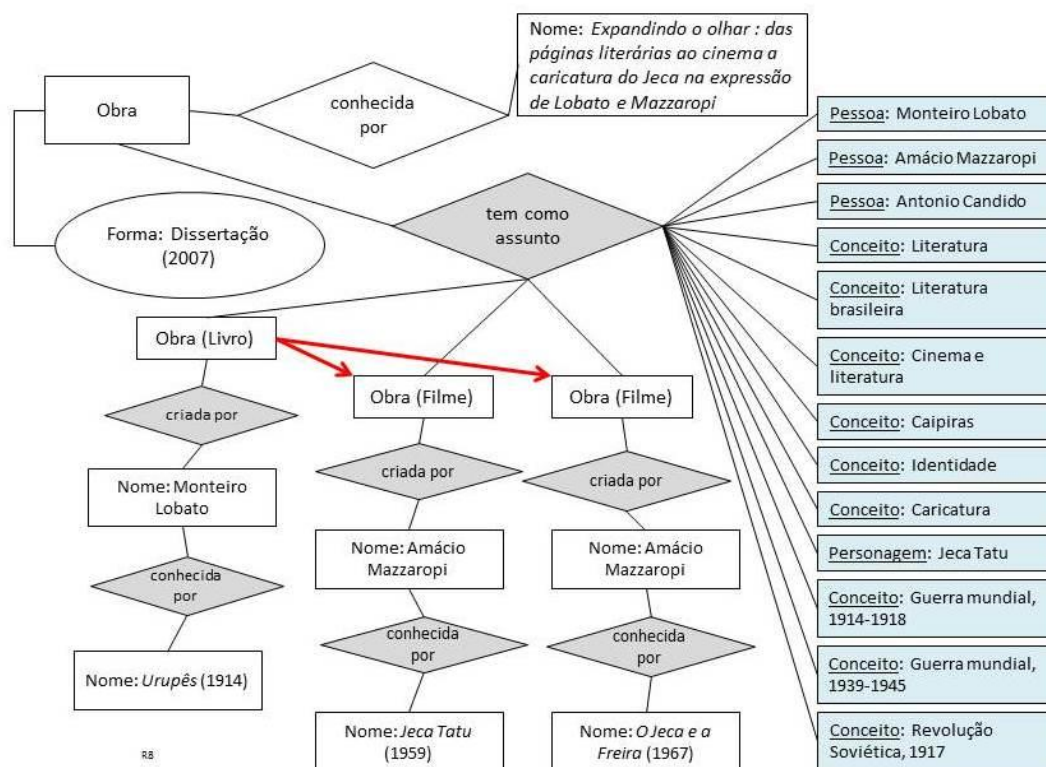 Nome: Expandindo o olhar : das
páginas literárias ao cinema a
caricatura do Jeca na expressão
de Lobato e Mazzaropi
Obra
conhecida
por
Forma: Dissertação
(2007)
tem como
assunto
Pessoa: Monteiro Lobato
Pessoa: Amácio Mazzaropi
Pessoa: Antonio Candido
Conceito: Literatura
Conceito: Literatura
brasileira
Conceito: Cinema e
literatura
Conceito: Caipiras
Conceito: Identidade
Conceito: Caricatura
Personagem: Jeca Tatu
Conceito: Guerra mundial,
1914-1918
Conceito: Guerra mundial,
1939-1945
Conceito: Revolução
Soviética, 1917
Obra (Livro)
criada por
Nome: Monteiro
Lobato
conhecida
por
Nome: Urupês (1914)
Obra (Filme)
criada por
Nome: Amácio
Mazzaropi
conhecida
por
Nome: Jeca Tatu
(1959)
Obra (Filme)
criada por
Nome: Amácio
Mazzaropi
conhecida
por
Nome: O Jeca e a
Freira (1967)
R8